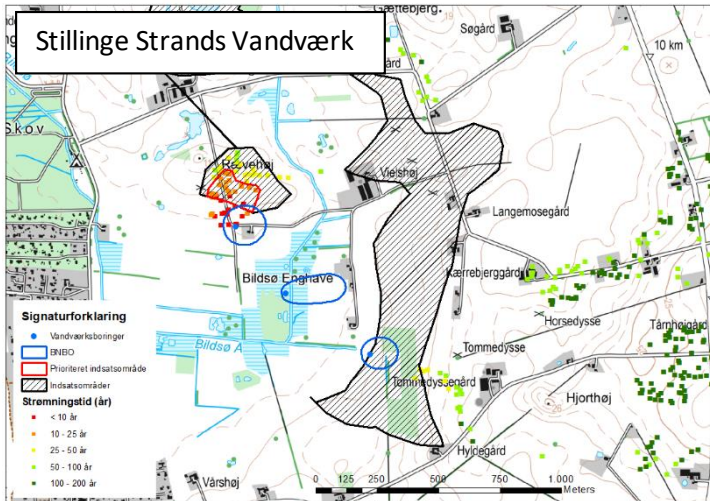 Stillinge Strands Vandværk
Gættebjerg.
19
Søgård
10 km
Skov
Rævehøj
Vielshøj
Langemosegård
Kærrebjerggård
Bildsø Enghave
Horsedysse
Tårnhøjgård
Bildsø Å
Tommedysse
Tommedyssegård
Hjorthøj
26
Hyldegård
Vårshøj
Signaturforklaring
Vandværksboringer
BNBO
Prioriteret indsatsområde
Indsatsområder
Strømningstid (år)
< 10 år
10 - 25 år
25 - 50 år
50 - 100 år
100 - 200 år
0 125 250 500 750 1.000
Meters